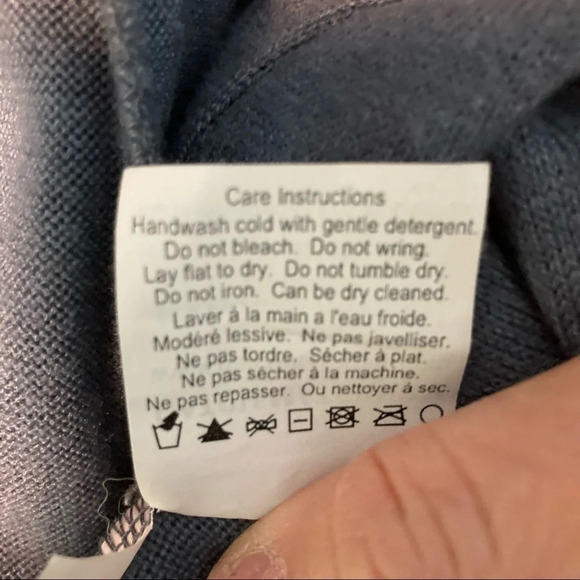 Care Instructions
Handwash cold with gentle detergent.
Do not bleach. Do not wring.
Lay flat to dry. Do not tumble dry.
Do not iron. Can be dry cleaned.
Laver à la main a l'eau froide.
Modéré lessive. Ne pas javelliser.
Ne pas tordre. Sécher à plat.
Ne pas sécher à la machine.
Ne pas repasser. Ou nettoyer á sec.